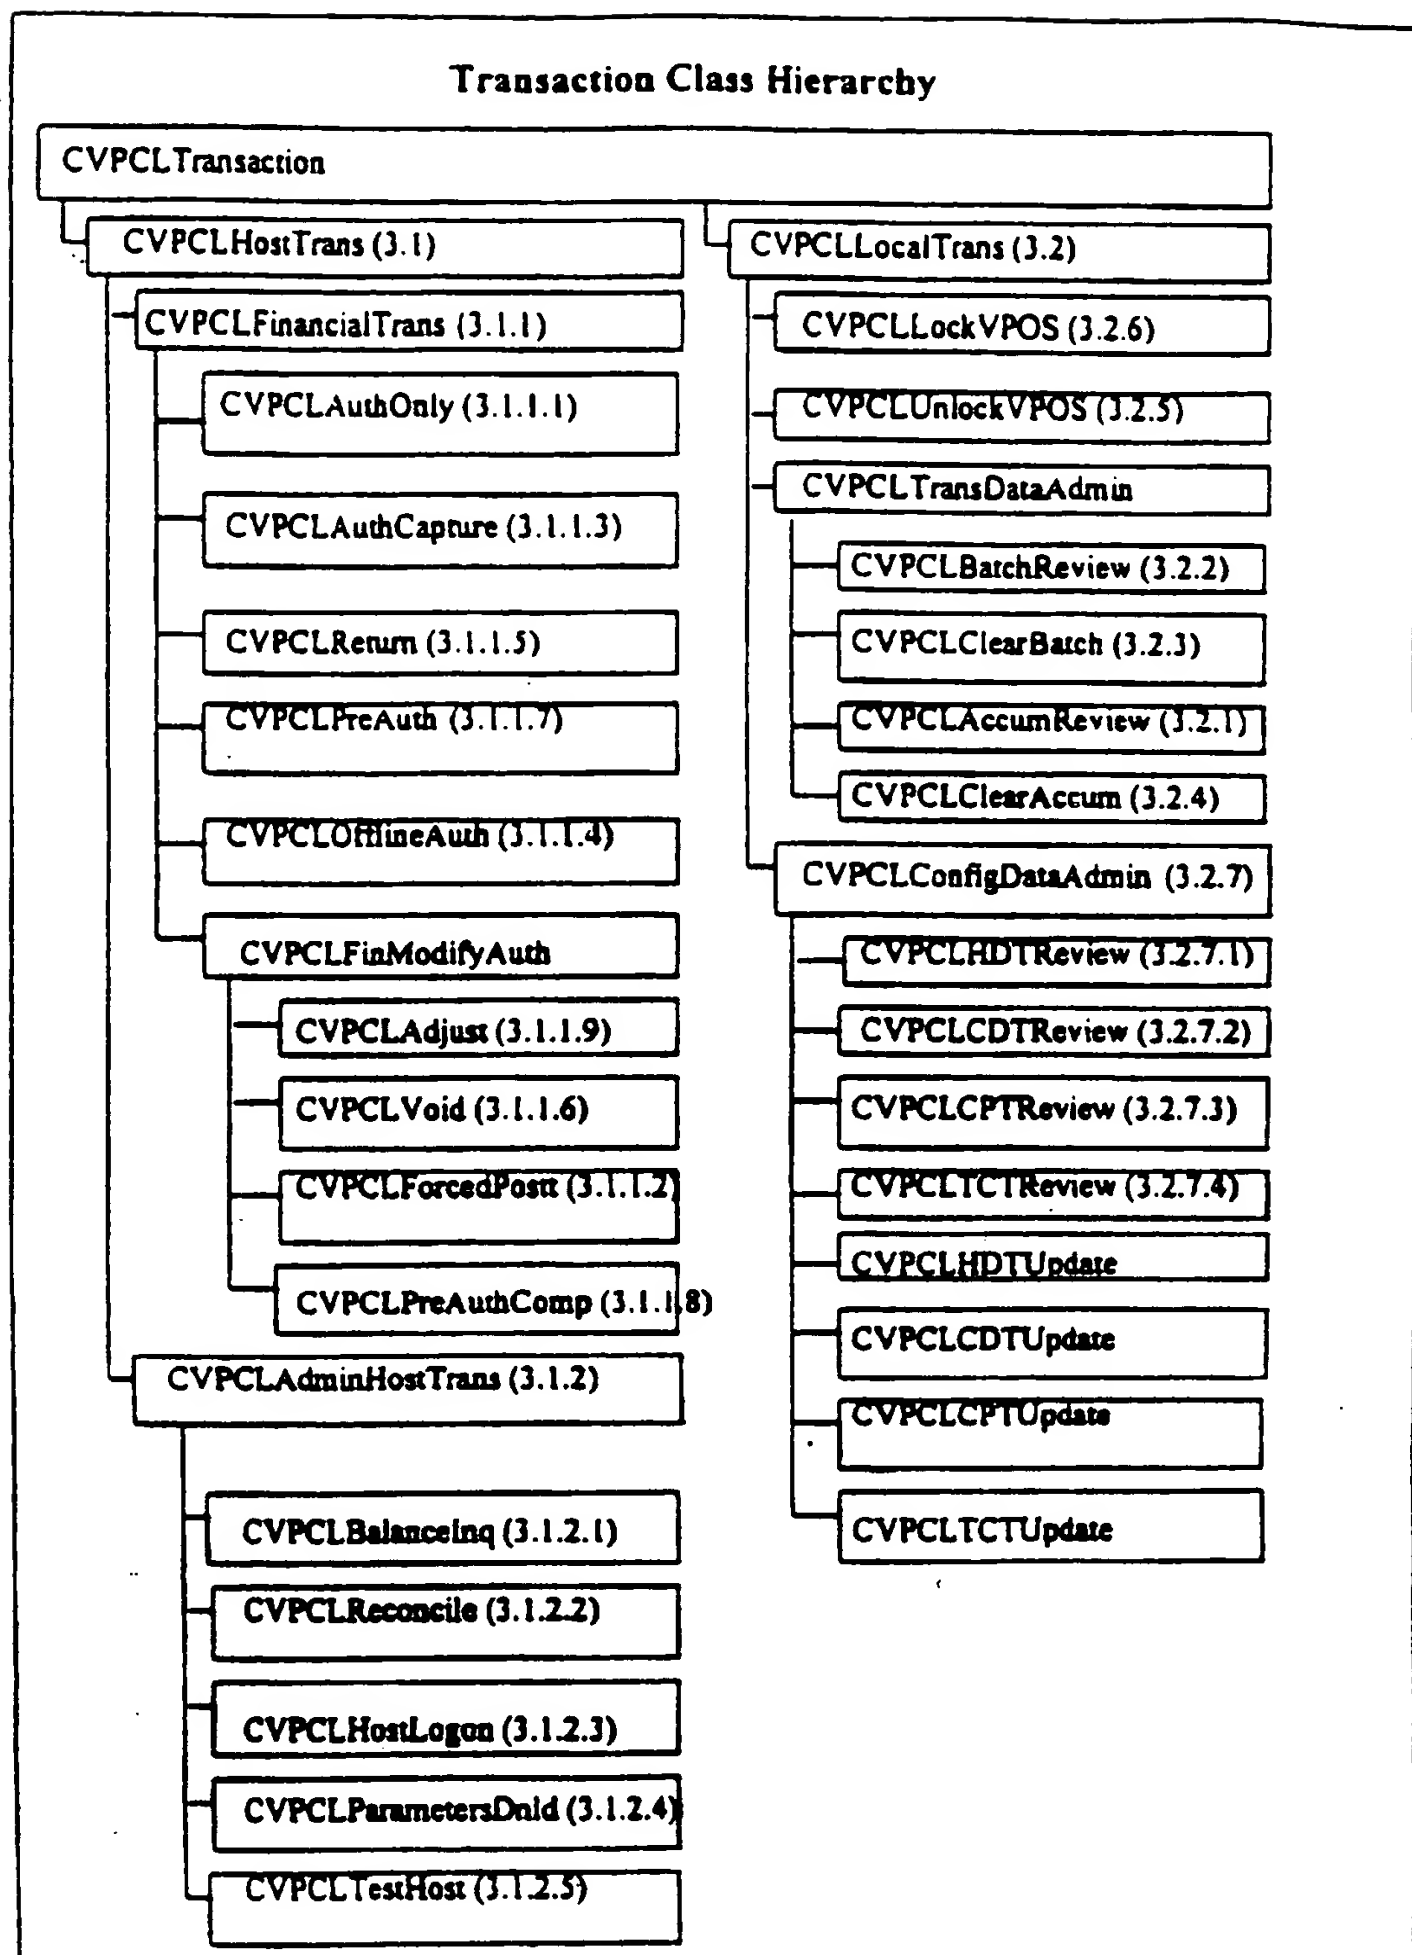 Transaction Class Hierarchy
CVPCLTransaction
CVPCLHostTrans (3.1)
CVPCLFinancialTrans (3.1.1)
CVPCLAuthOnly (3.1.1.1)
CVPCLAuthCapture (3.1.1.3)
CVPCLReturn (3.1.1.5)
CVPCLPreAuth (3.1.1.7)
CVPCLOfflineAuth (3.1.1.4)
CVPCLFinModifyAuth
CVPCLAdjust (3.1.1.9)
CVPCLVoid (3.1.1.6)
CVPCLForcedPostt (3.1.1.2)
CVPCLPreAuthComp (3.1.1.8)
CVPCLAdminHostTrans (3.1.2)
CVPCLBalanceInq (3.1.2.1)
CVPCLReconcile (3.1.2.2)
CVPCLHostLogon (3.1.2.3)
CVPCLParametersDnld (3.1.2.4)
CVPCLTestHost (3.1.2.5)
CVPCLLocalTrans (3.2)
CVPCLLockVPOS (3.2.6)
CVPCLUnlockVPOS (3.2.5)
CVPCLTransDataAdmin
CVPCLBatchReview (3.2.2)
CVPCLClearBatch (3.2.3)
CVPCLAccumReview (3.2.1)
CVPCLClearAccum (3.2.4)
CVPCLConfigDataAdmin (3.2.7)
CVPCLHDTReview (3.2.7.1)
CVPCLCDTReview (3.2.7.2)
CVPCLCPTReview (3.2.7.3)
CVPCLTCTReview (3.2.7.4)
CVPCLHDTUpdate
CVPCLCDTUpdate
CVPCLCPTUpdate
CVPCLTCTUpdate